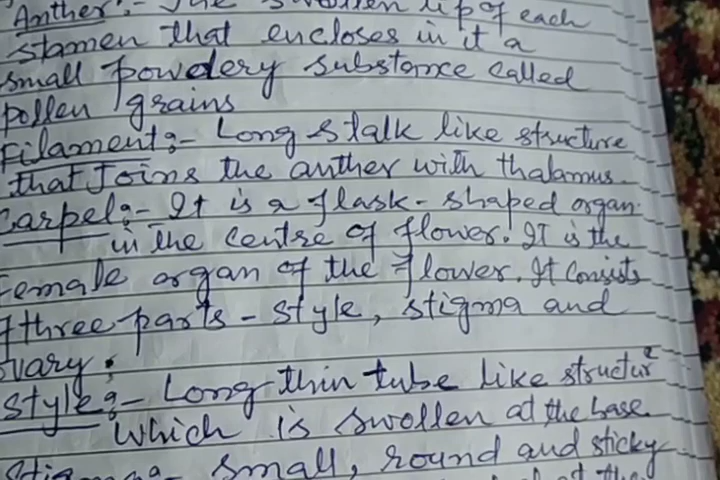 Anther:- The swollen tip of each
stamen that encloses in it a
small powdery substance called
pollen grains
Filament:- Long stalk like structure
that Joins the anther with thalamus.
Carpel:- It is a flask-shaped organ
in the centre of flower. It is the
Female organ of the flower. It Consists
of three parts - style, stigma and
ovary.
Style:- Long thin tube like structure
which is swollen at the base
small, round and sticky
the